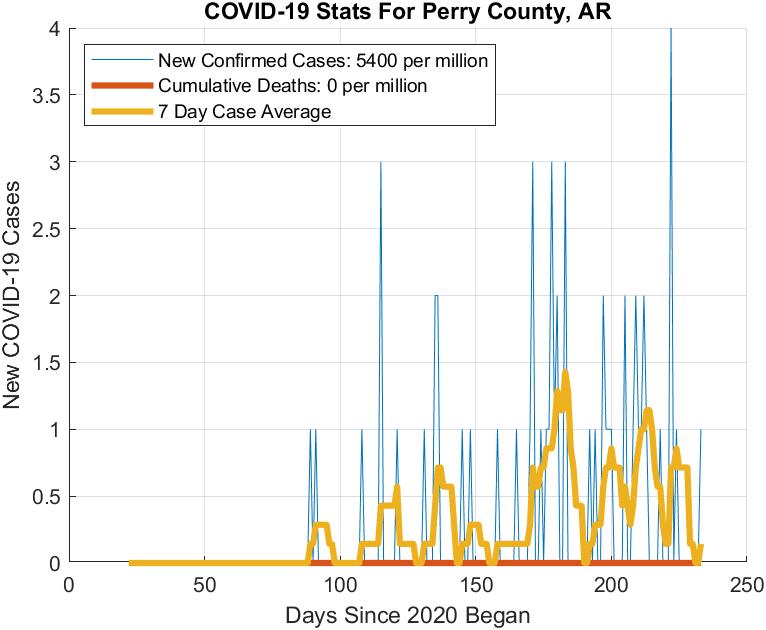 COVID-19 Stats For Perry County, AR
New Confirmed Cases: 5400 per million
Cumulative Deaths: 0 per million
7 Day Case Average
New COVID-19 Cases
4
3.5
3
2.5
2
1.5
1
0.5
0
0 50 100 150 200 250
Days Since 2020 Began